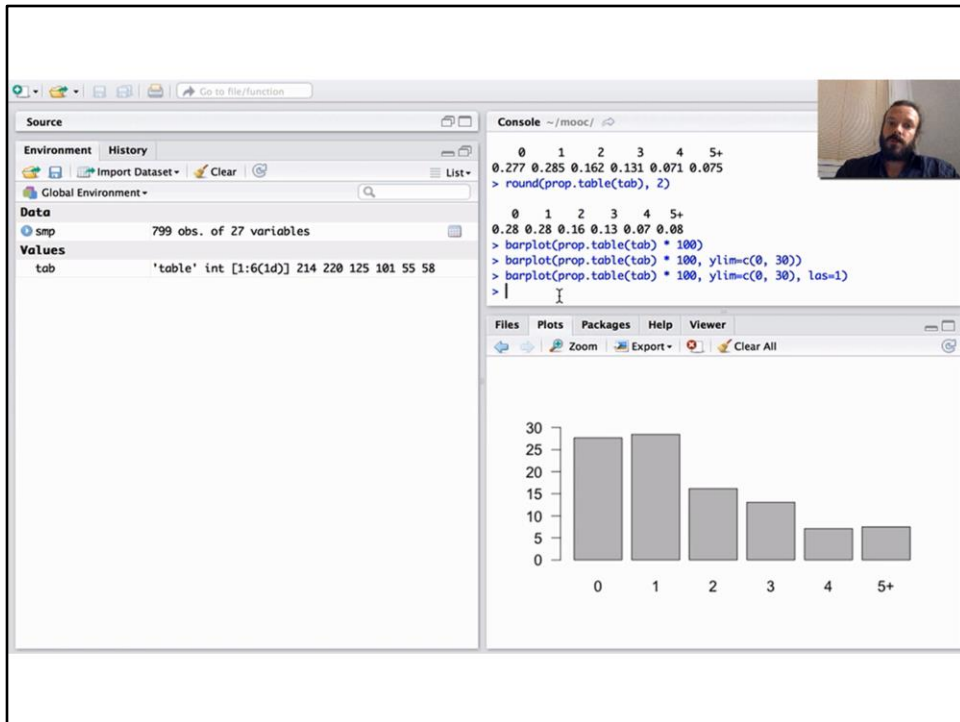 Go to file/function
Source
Environment History
Import Dataset Clear List
Global Environment
Data
smp 799 obs. of 27 variables
Values
tab 'table' int [1:6(1d)] 214 220 125 101 55 58
Console ~/mooc/
0 1 2 3 4 5+
0.277 0.285 0.162 0.131 0.071 0.075
> round(prop.table(tab), 2)
0 1 2 3 4 5+
0.28 0.28 0.16 0.13 0.07 0.08
> barplot(prop.table(tab) * 100)
> barplot(prop.table(tab) * 100, ylim=c(0, 30))
> barplot(prop.table(tab) * 100, ylim=c(0, 30), las=1)
>
Files Plots Packages Help Viewer
Zoom Export Clear All
30
25
20
15
10
5
0
0 1 2 3 4 5+